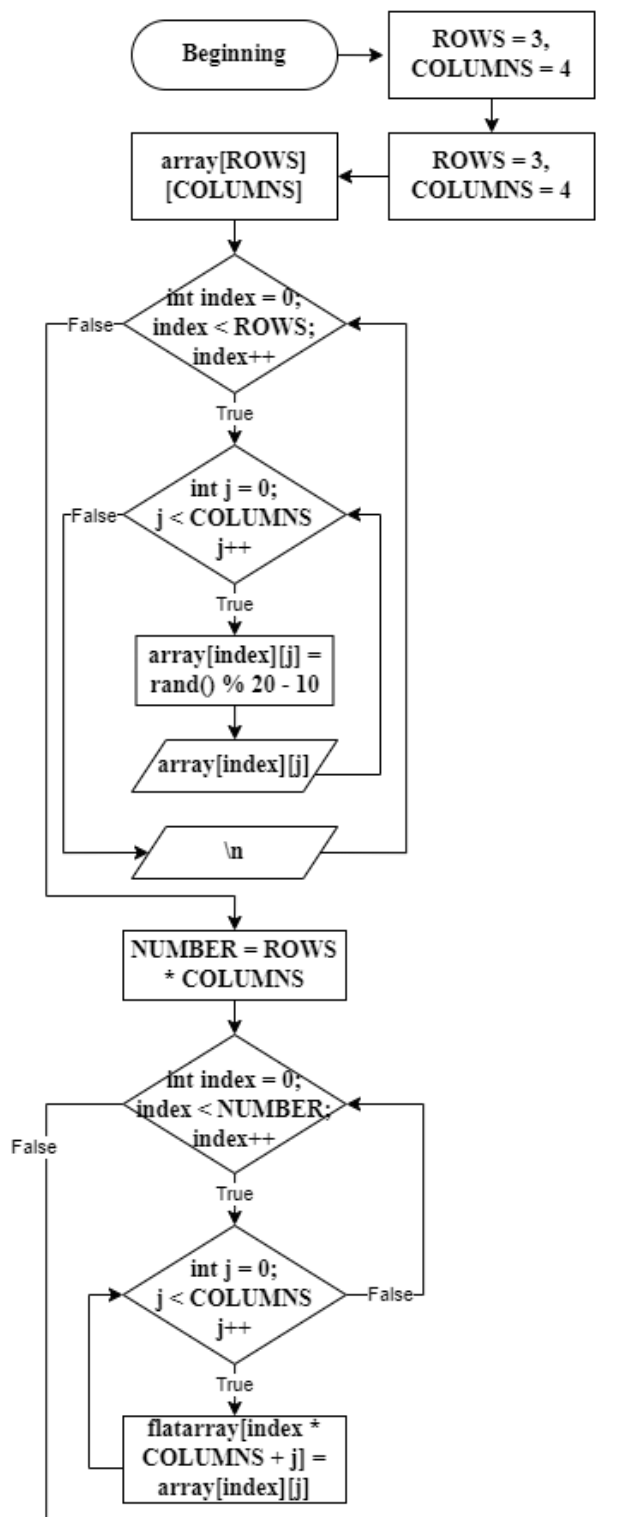 Beginning
ROWS = 3,
COLUMNS = 4
ROWS = 3,
COLUMNS = 4
array[ROWS]
[COLUMNS]
int index = 0;
index < ROWS;
index++
False
True
int j = 0;
j < COLUMNS
j++
False
True
array[index][j] =
rand() % 20 - 10
array[index][j]
\n
NUMBER = ROWS
* COLUMNS
int index = 0;
index < NUMBER;
index++
False
True
int j = 0;
j < COLUMNS
j++
False
True
flatarray[index *
COLUMNS + j] =
array[index][j]